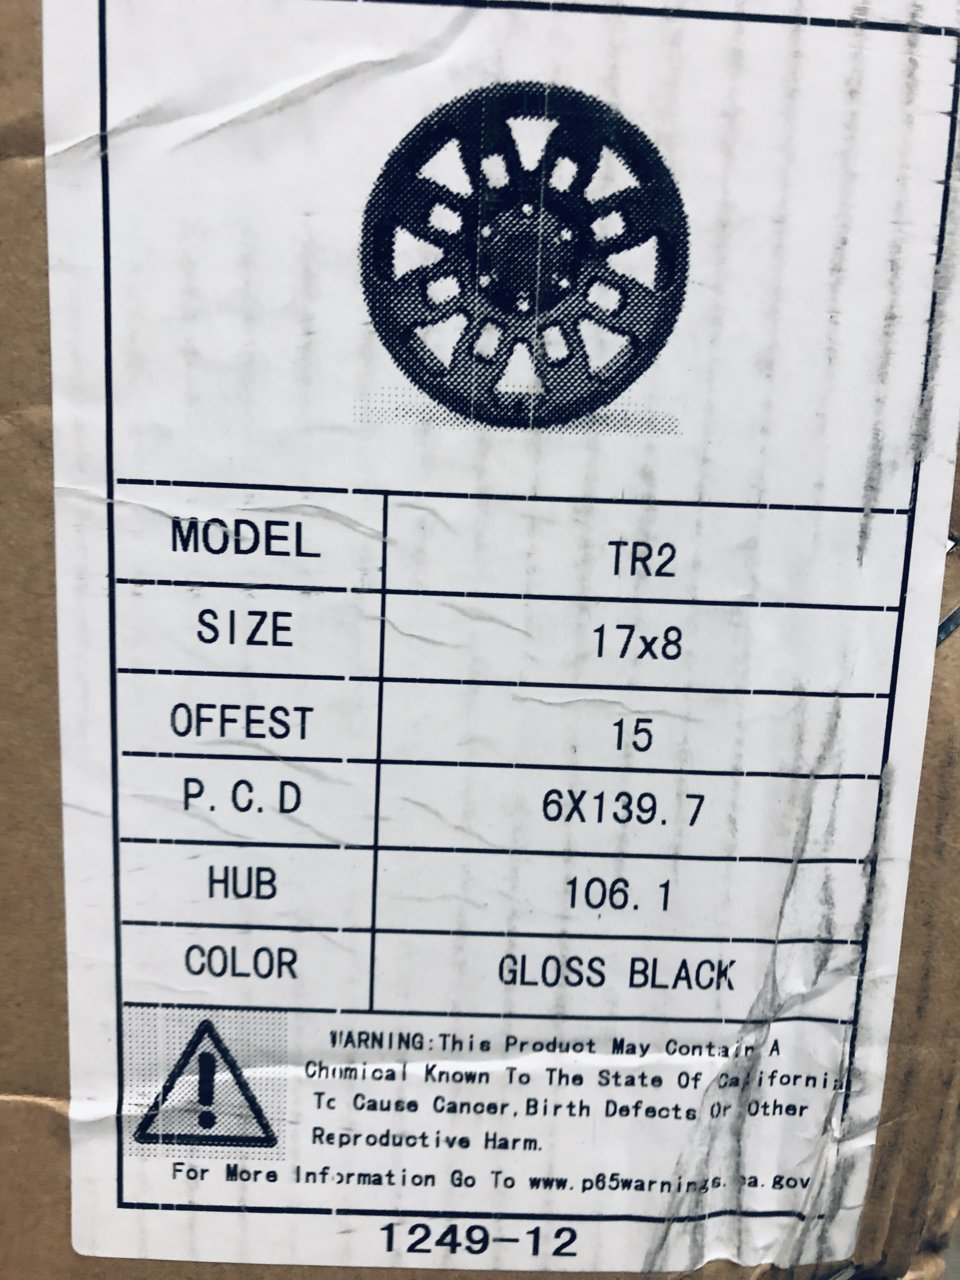 MODEL TR2
SIZE 17x8
OFFEST 15
P.C.D 6X139.7
HUB 106.1
COLOR GLOSS BLACK
WARNING:This Product May Contain A
Chemical Known To The State Of California
To Cause Cancer,Birth Defects Or Other
Reproductive Harm.
For More Information Go To www.p65warnings.ca.gov
1249-12